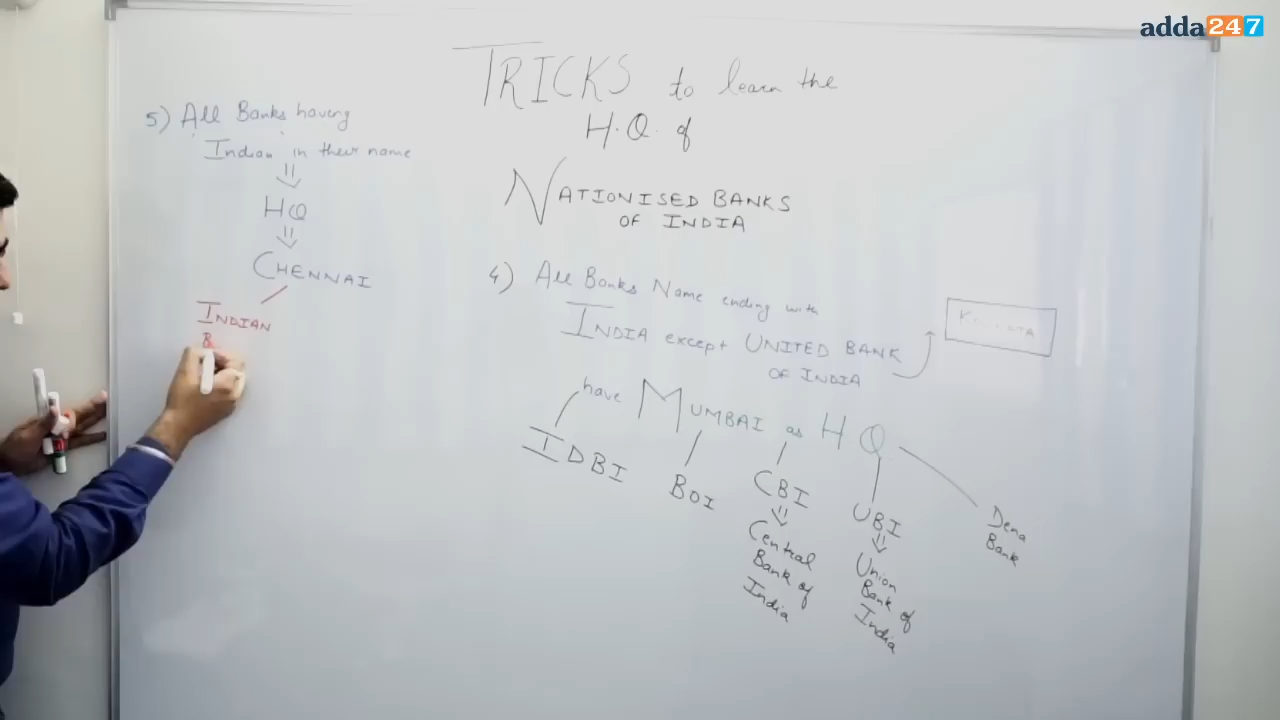 adda247
TRICKS to learn the
H.Q. of
NATIONISED BANKS
OF INDIA
5) All Banks having
Indian in their name
HQ
CHENNAI
INDIAN
B
4) All Banks Name ending with
INDIA except UNITED BANK
OF INDIA
have MUMBAI as HQ
IDBI
BOI
CBI
Central
Bank of
India
UBI
Union
Bank of
India
Dena
Bank